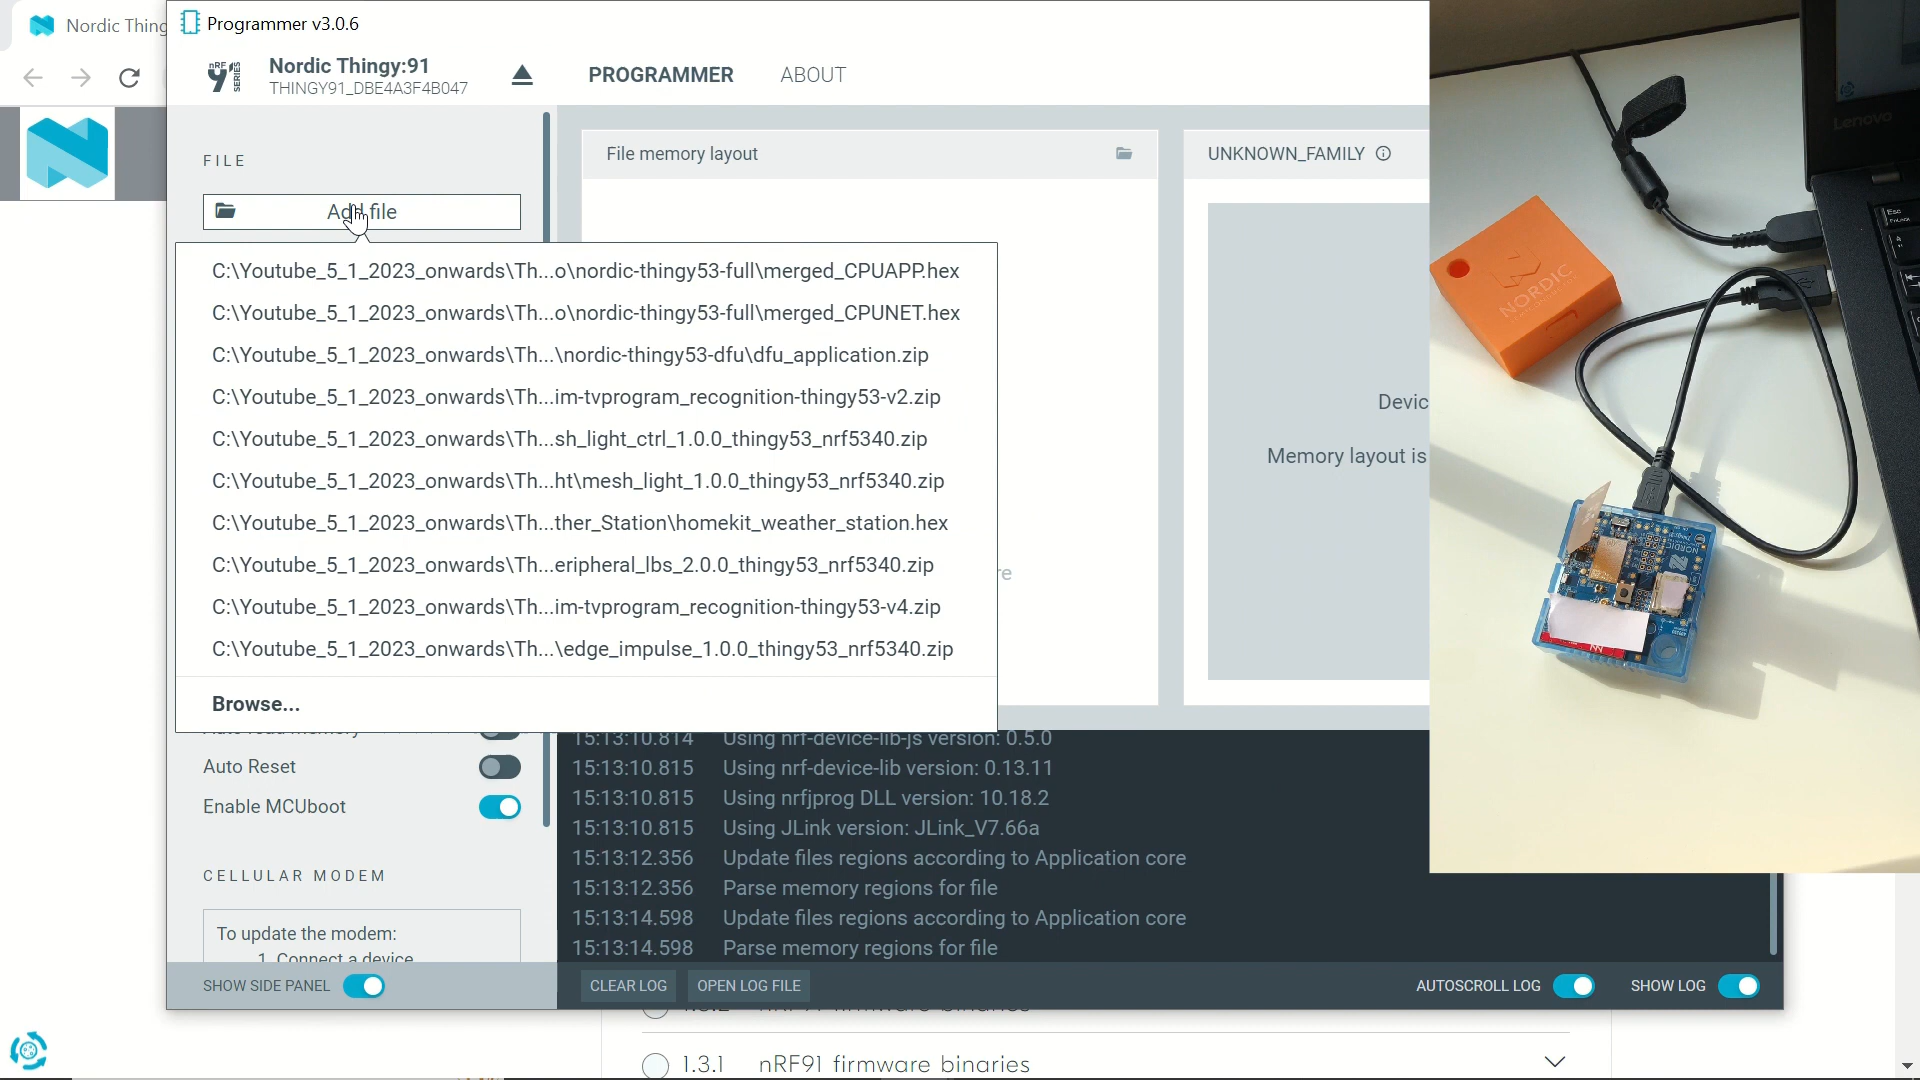 Nordic Thing
Programmer v3.0.6
nRF
91
SERIES
Nordic Thingy:91
THINGY91_DBE4A3F4B047
PROGRAMMER
ABOUT
FILE
Add file
File memory layout
UNKNOWN_FAMILY
C:\Youtube_5_1_2023_onwards\Th...o\nordic-thingy53-full\merged_CPUAPP.hex
C:\Youtube_5_1_2023_onwards\Th...o\nordic-thingy53-full\merged_CPUNET.hex
C:\Youtube_5_1_2023_onwards\Th...\nordic-thingy53-dfu\dfu_application.zip
C:\Youtube_5_1_2023_onwards\Th...im-tvprogram_recognition-thingy53-v2.zip
C:\Youtube_5_1_2023_onwards\Th...sh_light_ctrl_1.0.0_thingy53_nrf5340.zip
C:\Youtube_5_1_2023_onwards\Th...ht\mesh_light_1.0.0_thingy53_nrf5340.zip
C:\Youtube_5_1_2023_onwards\Th...ther_Station\homekit_weather_station.hex
C:\Youtube_5_1_2023_onwards\Th...eripheral_lbs_2.0.0_thingy53_nrf5340.zip
C:\Youtube_5_1_2023_onwards\Th...im-tvprogram_recognition-thingy53-v4.zip
C:\Youtube_5_1_2023_onwards\Th...\edge_impulse_1.0.0_thingy53_nrf5340.zip
Browse...
Devic
Memory layout is
re
Auto Reset
Enable MCUboot
CELLULAR MODEM
To update the modem:
1. Connect a device
SHOW SIDE PANEL
15:13:10.814 Using nrf-device-lib-js version: 0.5.0
15:13:10.815 Using nrf-device-lib version: 0.13.11
15:13:10.815 Using nrfjprog DLL version: 10.18.2
15:13:10.815 Using JLink version: JLink_V7.66a
15:13:12.356 Update files regions according to Application core
15:13:12.356 Parse memory regions for file
15:13:14.598 Update files regions according to Application core
15:13:14.598 Parse memory regions for file
CLEAR LOG
OPEN LOG FILE
AUTOSCROLL LOG
SHOW LOG
1.3.1 nRF91 firmware binaries
Lenovo
Esc
NORDIC
NORDIC